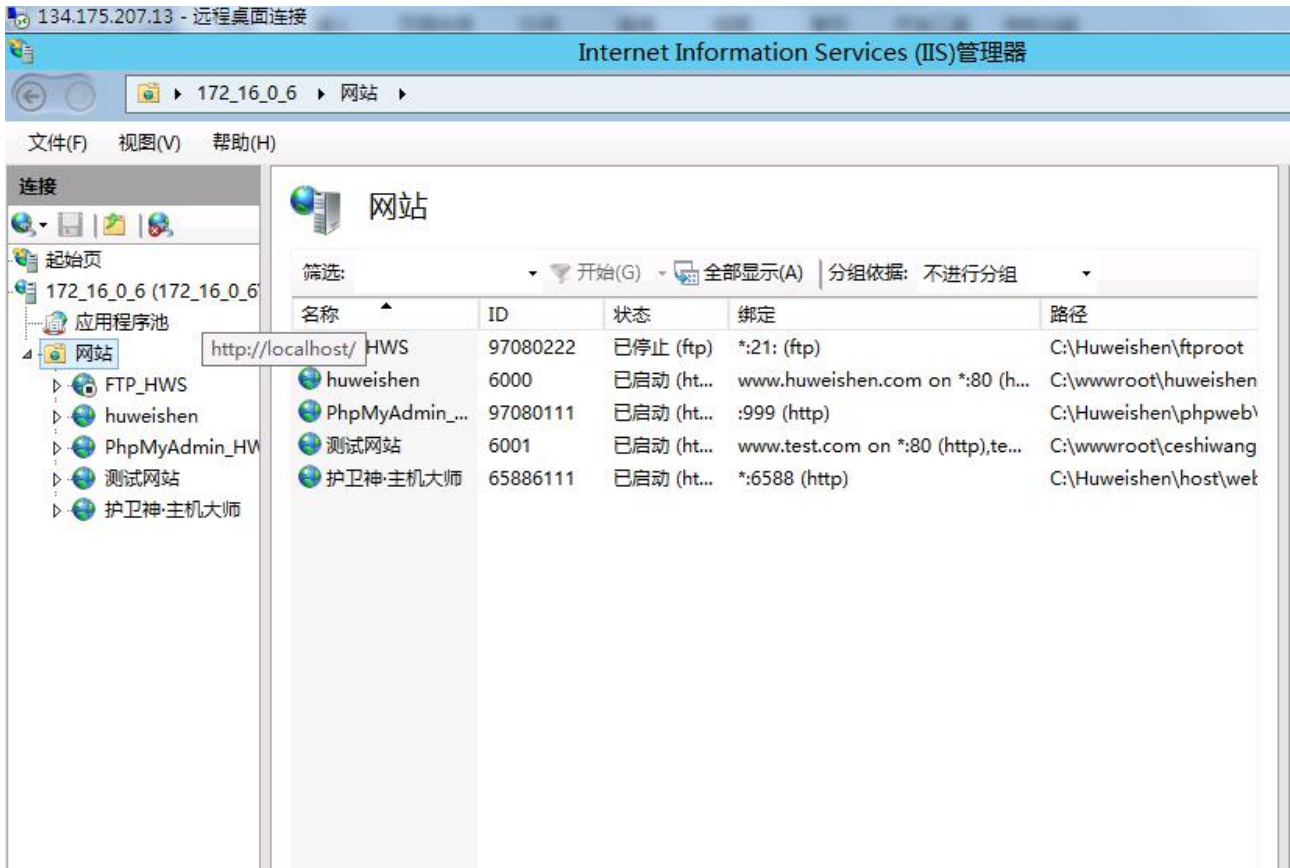 134.175.207.13 - 远程桌面连接
Internet Information Services (IIS)管理器
172_16_0_6 网站
文件(F) 视图(V) 帮助(H)
连接
网站
起始页
筛选: 开始(G) 全部显示(A) 分组依据: 不进行分组
172_16_0_6 (172_16_0_6
名称 ID 状态 绑定 路径
应用程序池
网站
http://localhost/
HWS 97080222 已停止 (ftp) *:21: (ftp) C:\Huweishen\ftproot
FTP_HWS
huweishen 6000 已启动 (ht... www.huweishen.com on *:80 (h... C:\wwwroot\huweishen
huweishen
PhpMyAdmin_... 97080111 已启动 (ht... :999 (http) C:\Huweishen\phpweb\
PhpMyAdmin_HW
测试网站 6001 已启动 (ht... www.test.com on *:80 (http),te... C:\wwwroot\ceshiwang
测试网站
护卫神·主机大师 65886111 已启动 (ht... *:6588 (http) C:\Huweishen\host\web
护卫神·主机大师